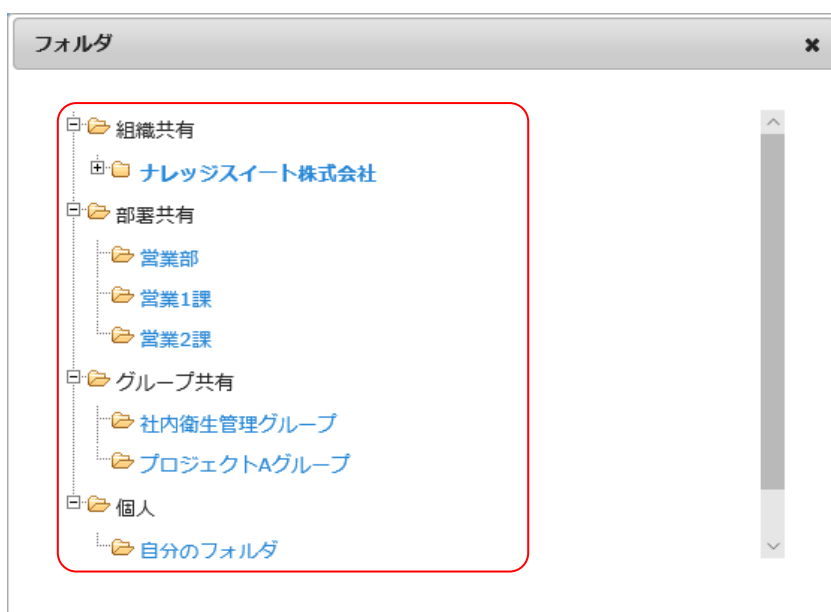 フォルダ
組織共有
ナレッジスイート株式会社
部署共有
営業部
営業1課
営業2課
グループ共有
社内衛生管理グループ
プロジェクトAグループ
個人
自分のフォルダ